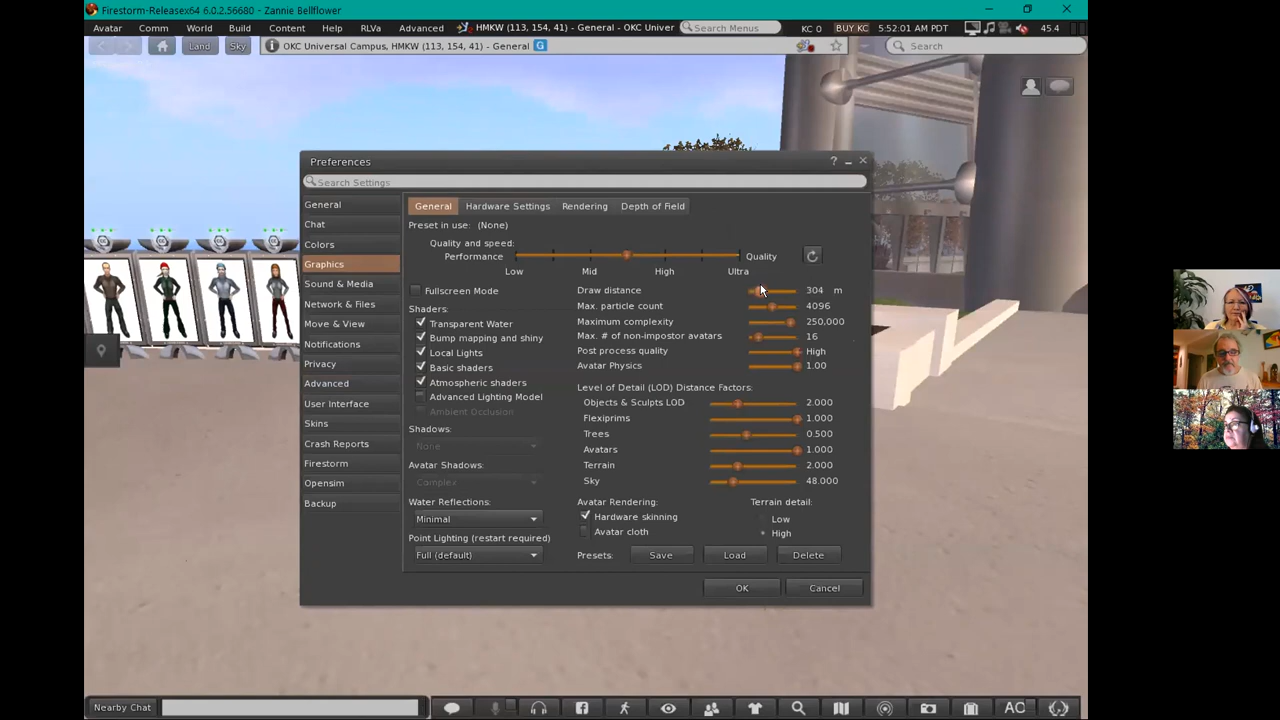 Firestorm-Releasex64 6.0.2.56680 - Zannie Bellflower
Avatar Comm World Build Content Help RLVa Advanced HMKW (113, 154, 41) - General - OKC Univer Search Menus KC 0 BUY KC 5:52:01 AM PDT 45.4
Land Sky OKC Universal Campus, HMKW (113, 154, 41) - General G Search
Preferences ?
Search Settings
General
Chat
Colors
Graphics
Sound & Media
Network & Files
Move & View
Notifications
Privacy
Advanced
User Interface
Skins
Crash Reports
Firestorm
Opensim
Backup
General Hardware Settings Rendering Depth of Field
Preset in use: (None)
Quality and speed:
Performance Quality
Low Mid High Ultra
Fullscreen Mode
Shaders:
Transparent Water
Bump mapping and shiny
Local Lights
Basic shaders
Atmospheric shaders
Advanced Lighting Model
Ambient Occlusion
Shadows:
None
Avatar Shadows:
Complex
Water Reflections:
Minimal
Point Lighting (restart required)
Full (default)
Draw distance 304 m
Max. particle count 4096
Maximum complexity 250,000
Max. # of non-impostor avatars 16
Post process quality High
Avatar Physics 1.00
Level of Detail (LOD) Distance Factors:
Objects & Sculpts LOD 2.000
Flexiprims 1.000
Trees 0.500
Avatars 1.000
Terrain 2.000
Sky 48.000
Avatar Rendering:
Hardware skinning
Avatar cloth
Terrain detail:
Low
High
Presets: Save Load Delete
OK Cancel
Nearby Chat AO